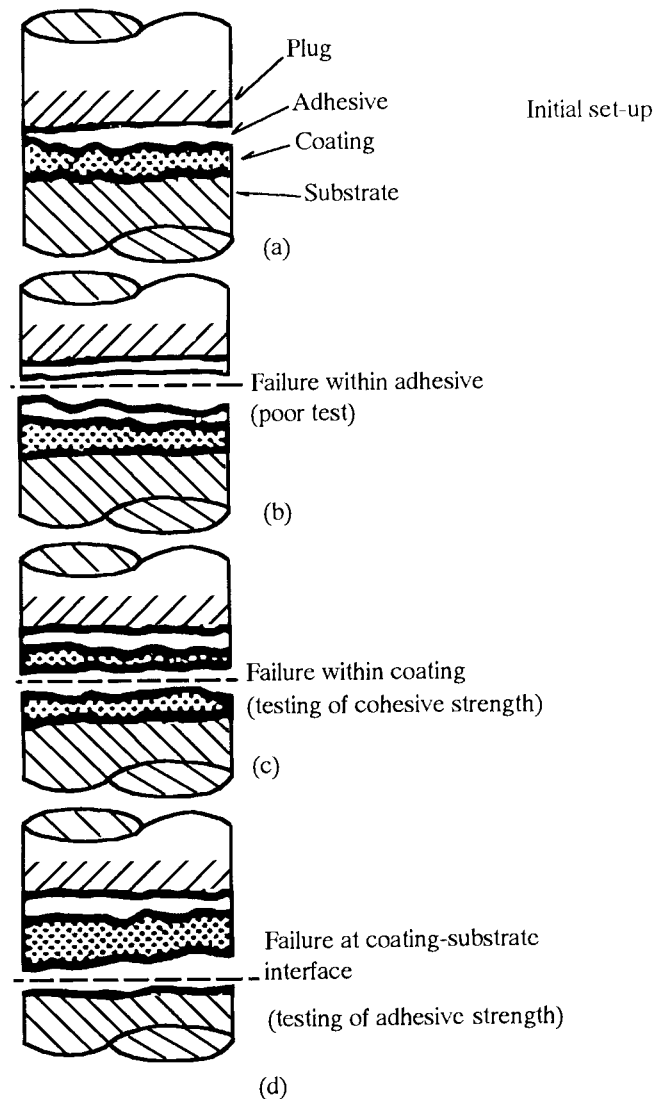 Plug
Adhesive
Initial set-up
Coating
Substrate
(a)
Failure within adhesive
(poor test)
(b)
Failure within coating
(testing of cohesive strength)
(c)
Failure at coating-substrate
interface
(testing of adhesive strength)
(d)